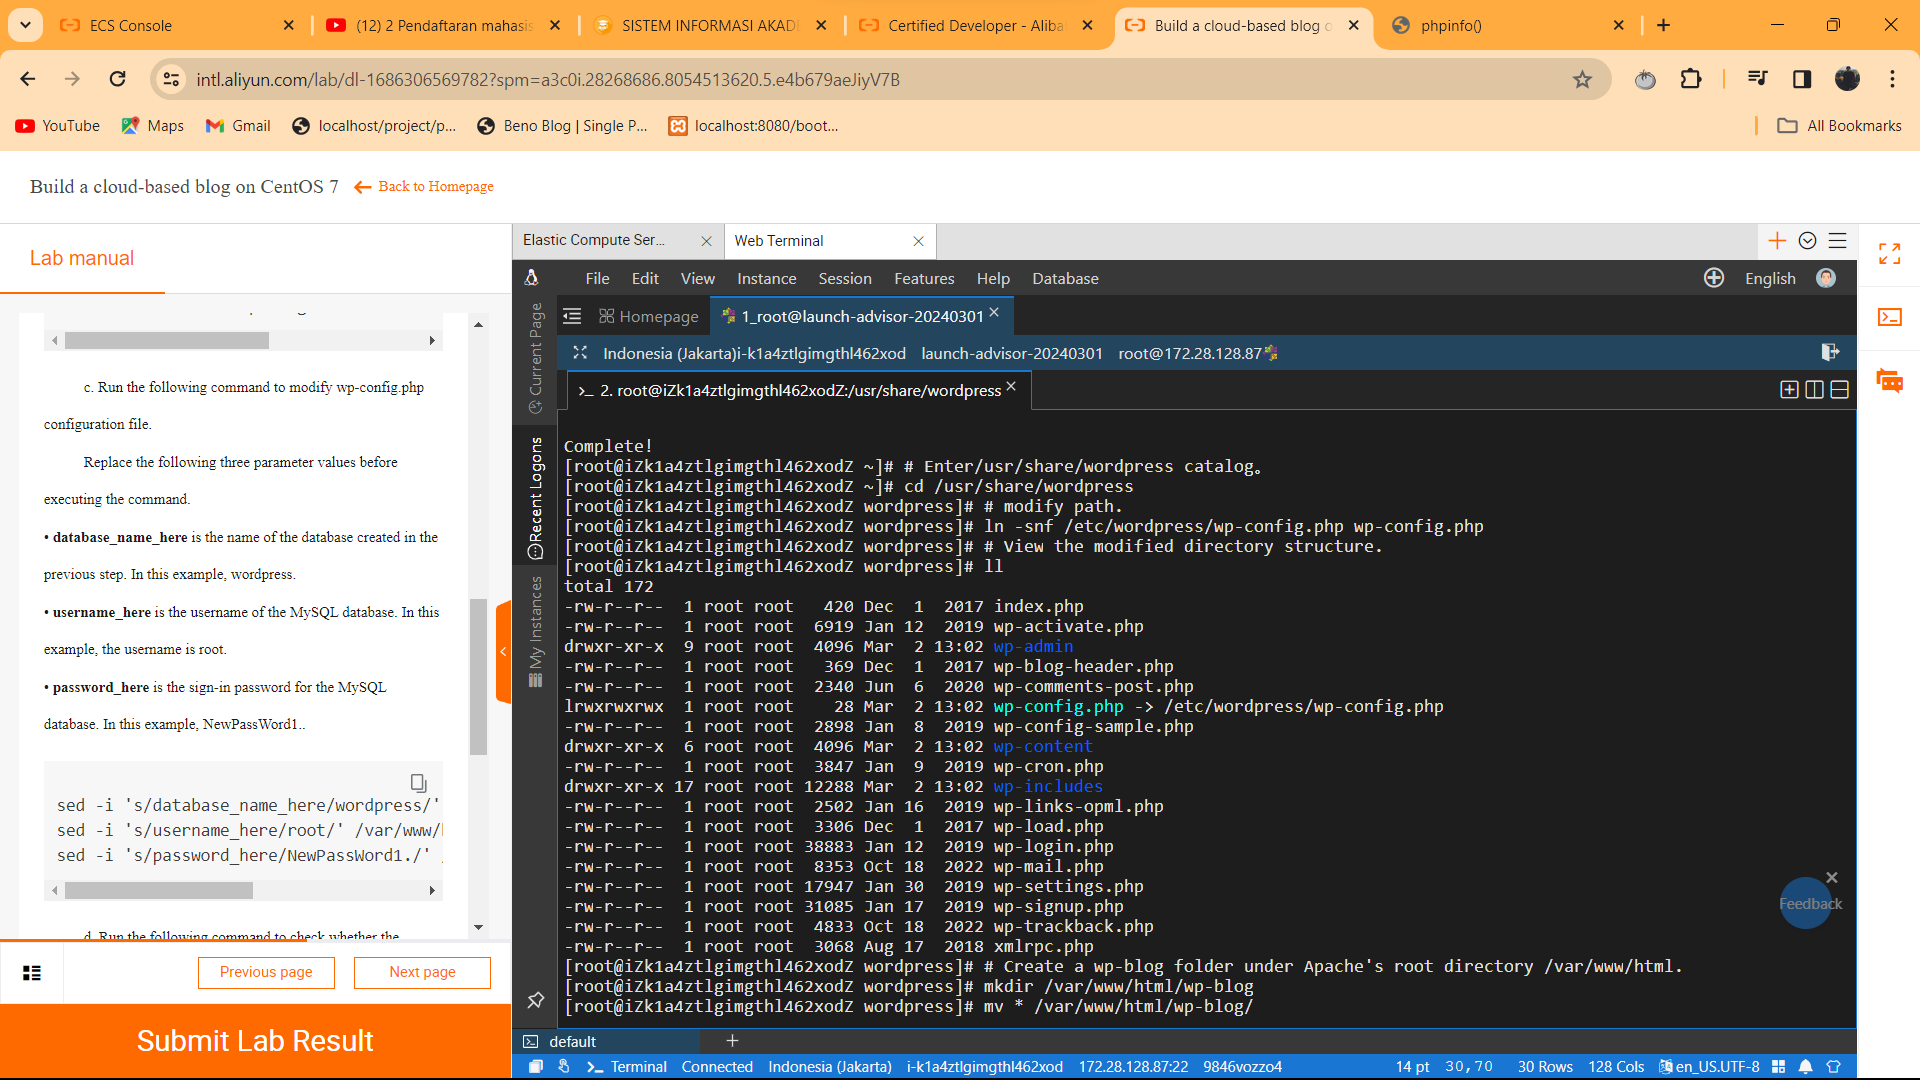 ECS Console
(12) 2 Pendaftaran mahasis
SISTEM INFORMASI AKAD
Certified Developer - Aliba
Build a cloud-based blog o
phpinfo()
intl.aliyun.com/lab/dl-1686306569782?spm=a3c0i.28268686.8054513620.5.e4b679aeJiyV7B
YouTube
Maps
Gmail
localhost/project/p...
Beno Blog | Single P...
localhost:8080/boot...
All Bookmarks
Build a cloud-based blog on CentOS 7
Back to Homepage
Lab manual
c. Run the following command to modify wp-config.php
configuration file.
Replace the following three parameter values before
executing the command.
• database_name_here is the name of the database created in the
previous step. In this example, wordpress.
• username_here is the username of the MySQL database. In this
example, the username is root.
• password_here is the sign-in password for the MySQL
database. In this example, NewPassWord1..
sed -i 's/database_name_here/wordpress/'
sed -i 's/username_here/root/' /var/www/
sed -i 's/password_here/NewPassWord1./'
d. Run the following command to check whether the
Previous page
Next page
Submit Lab Result
Elastic Compute Ser...
Web Terminal
File Edit View Instance Session Features Help Database
English
Homepage
1_root@launch-advisor-20240301
Indonesia (Jakarta)i-k1a4ztlgimgthl462xod launch-advisor-20240301 root@172.28.128.87
2. root@iZk1a4ztlgimgthl462xodZ:/usr/share/wordpress
Current Page
Recent Logons
My Instances
Complete!
[root@iZk1a4ztlgimgthl462xodZ ~]# # Enter/usr/share/wordpress catalog。
[root@iZk1a4ztlgimgthl462xodZ ~]# cd /usr/share/wordpress
[root@iZk1a4ztlgimgthl462xodZ wordpress]# # modify path.
[root@iZk1a4ztlgimgthl462xodZ wordpress]# ln -snf /etc/wordpress/wp-config.php wp-config.php
[root@iZk1a4ztlgimgthl462xodZ wordpress]# # View the modified directory structure.
[root@iZk1a4ztlgimgthl462xodZ wordpress]# ll
total 172
-rw-r--r--  1 root root   420 Dec  1  2017 index.php
-rw-r--r--  1 root root  6919 Jan 12  2019 wp-activate.php
drwxr-xr-x  9 root root  4096 Mar  2 13:02 wp-admin
-rw-r--r--  1 root root   369 Dec  1  2017 wp-blog-header.php
-rw-r--r--  1 root root  2340 Jun  6  2020 wp-comments-post.php
lrwxrwxrwx  1 root root    28 Mar  2 13:02 wp-config.php -> /etc/wordpress/wp-config.php
-rw-r--r--  1 root root  2898 Jan  8  2019 wp-config-sample.php
drwxr-xr-x  6 root root  4096 Mar  2 13:02 wp-content
-rw-r--r--  1 root root  3847 Jan  9  2019 wp-cron.php
drwxr-xr-x 17 root root 12288 Mar  2 13:02 wp-includes
-rw-r--r--  1 root root  2502 Jan 16  2019 wp-links-opml.php
-rw-r--r--  1 root root  3306 Dec  1  2017 wp-load.php
-rw-r--r--  1 root root 38883 Jan 12  2019 wp-login.php
-rw-r--r--  1 root root  8353 Oct 18  2022 wp-mail.php
-rw-r--r--  1 root root 17947 Jan 30  2019 wp-settings.php
-rw-r--r--  1 root root 31085 Jan 17  2019 wp-signup.php
-rw-r--r--  1 root root  4833 Oct 18  2022 wp-trackback.php
-rw-r--r--  1 root root  3068 Aug 17  2018 xmlrpc.php
[root@iZk1a4ztlgimgthl462xodZ wordpress]# # Create a wp-blog folder under Apache's root directory /var/www/html.
[root@iZk1a4ztlgimgthl462xodZ wordpress]# mkdir /var/www/html/wp-blog
[root@iZk1a4ztlgimgthl462xodZ wordpress]# mv * /var/www/html/wp-blog/
Feedback
default
Terminal Connected Indonesia (Jakarta) i-k1a4ztlgimgthl462xod 172.28.128.87:22 9846vozzo4 14 pt 30,70 30 Rows 128 Cols en_US.UTF-8